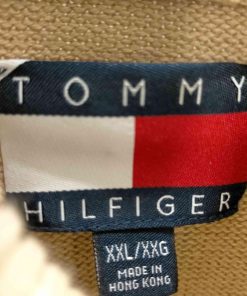 TOMMY
HILFIGER
XXL/XXG
MADE IN
HONG KONG